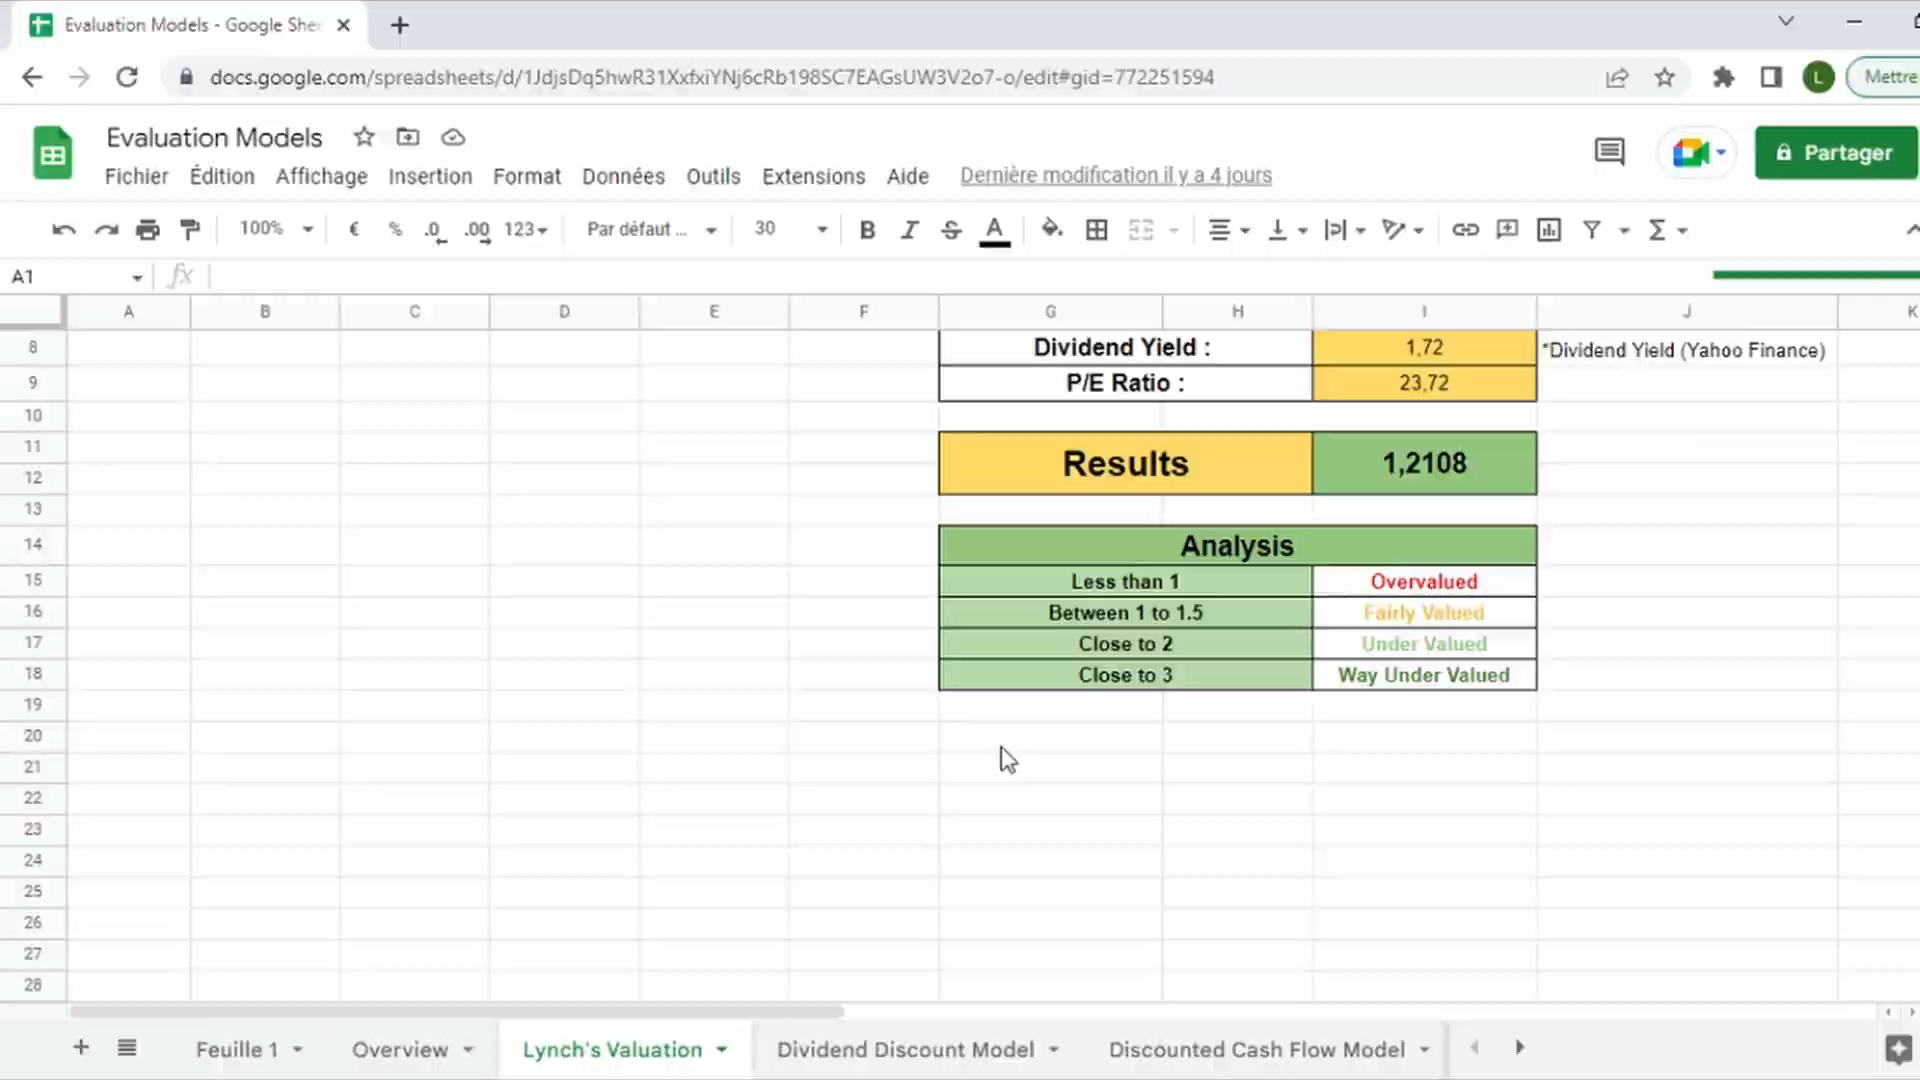 Evaluation Models - Google She
docs.google.com/spreadsheets/d/1JdjsDq5hwR31XxfxiYNj6cRb198SC7EAGsUW3V2o7-o/edit#gid=772251594
L
Mettre
Evaluation Models
Fichier Édition Affichage Insertion Format Données Outils Extensions Aide Dernière modification il y a 4 jours
Partager
100% € % .0 .00 123 Par défaut ... 30 B I S A
A1 fx
A B C D E F G H I J K
8 Dividend Yield : 1,72 *Dividend Yield (Yahoo Finance)
9 P/E Ratio : 23,72
10
11
Results 1,2108
12
13
14 Analysis
15 Less than 1 Overvalued
16 Between 1 to 1.5 Fairly Valued
17 Close to 2 Under Valued
18 Close to 3 Way Under Valued
19
20
21
22
23
24
25
26
27
28
Feuille 1 Overview Lynch's Valuation Dividend Discount Model Discounted Cash Flow Model